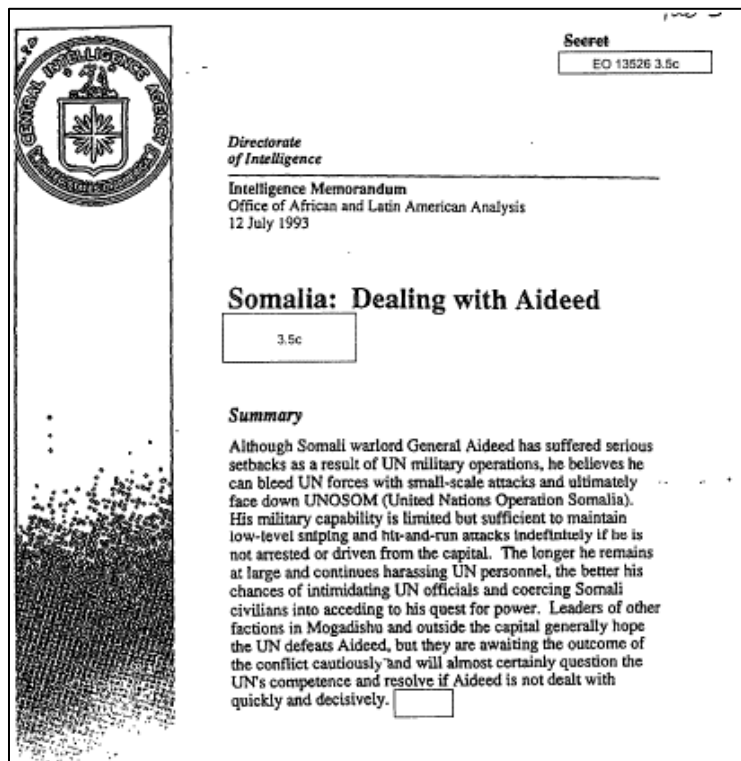 Secret
EO 13526 3.5c
CENTRAL INTELLIGENCE AGENCY
Directorate
of Intelligence
Intelligence Memorandum
Office of African and Latin American Analysis
12 July 1993
Somalia: Dealing with Aideed
3.5c
Summary
Although Somali warlord General Aideed has suffered serious
setbacks as a result of UN military operations, he believes he
can bleed UN forces with small-scale attacks and ultimately
face down UNOSOM (United Nations Operation Somalia).
His military capability is limited but sufficient to maintain
low-level sniping and hit-and-run attacks indefinitely if he is
not arrested or driven from the capital. The longer he remains
at large and continues harassing UN personnel, the better his
chances of intimidating UN officials and coercing Somali
civilians into acceding to his quest for power. Leaders of other
factions in Mogadishu and outside the capital generally hope
the UN defeats Aideed, but they are awaiting the outcome of
the conflict cautiously and will almost certainly question the
UN's competence and resolve if Aideed is not dealt with
quickly and decisively.